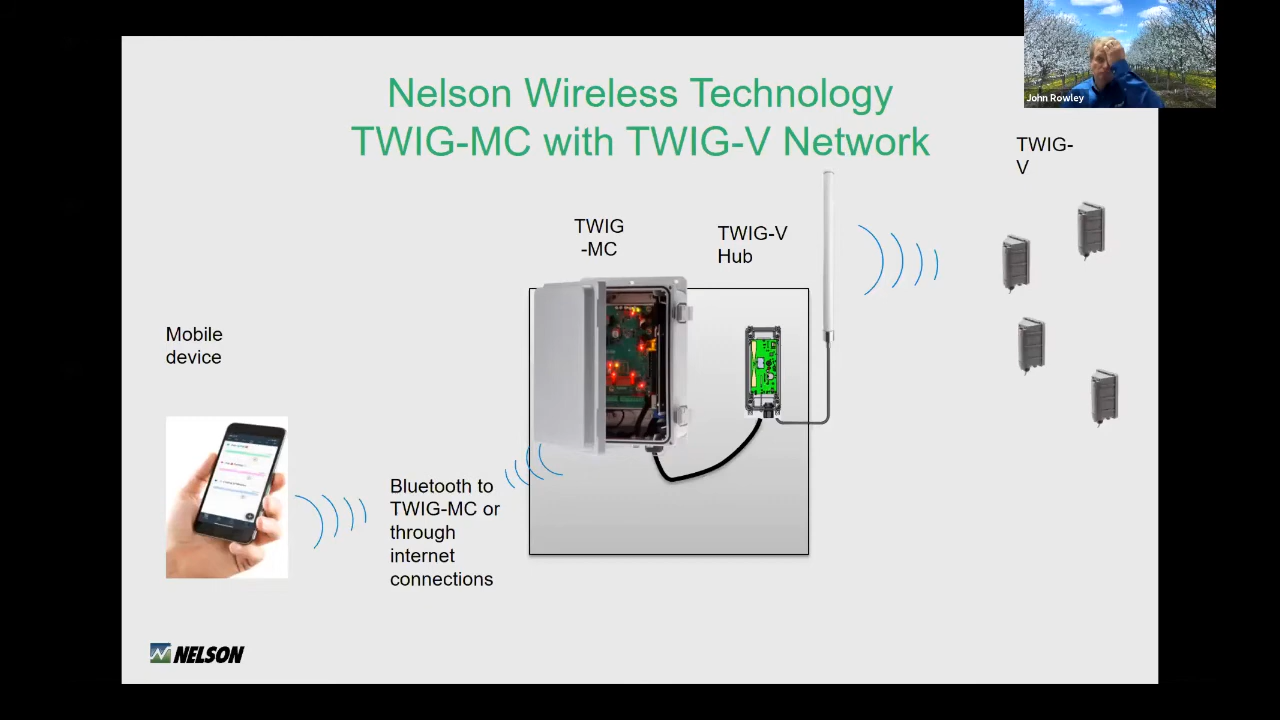 Nelson Wireless Technology
TWIG-MC with TWIG-V Network
John Rowley
TWIG-
V
TWIG
-MC
TWIG-V
Hub
Mobile
device
Bluetooth to
TWIG-MC or
through
internet
connections
NELSON